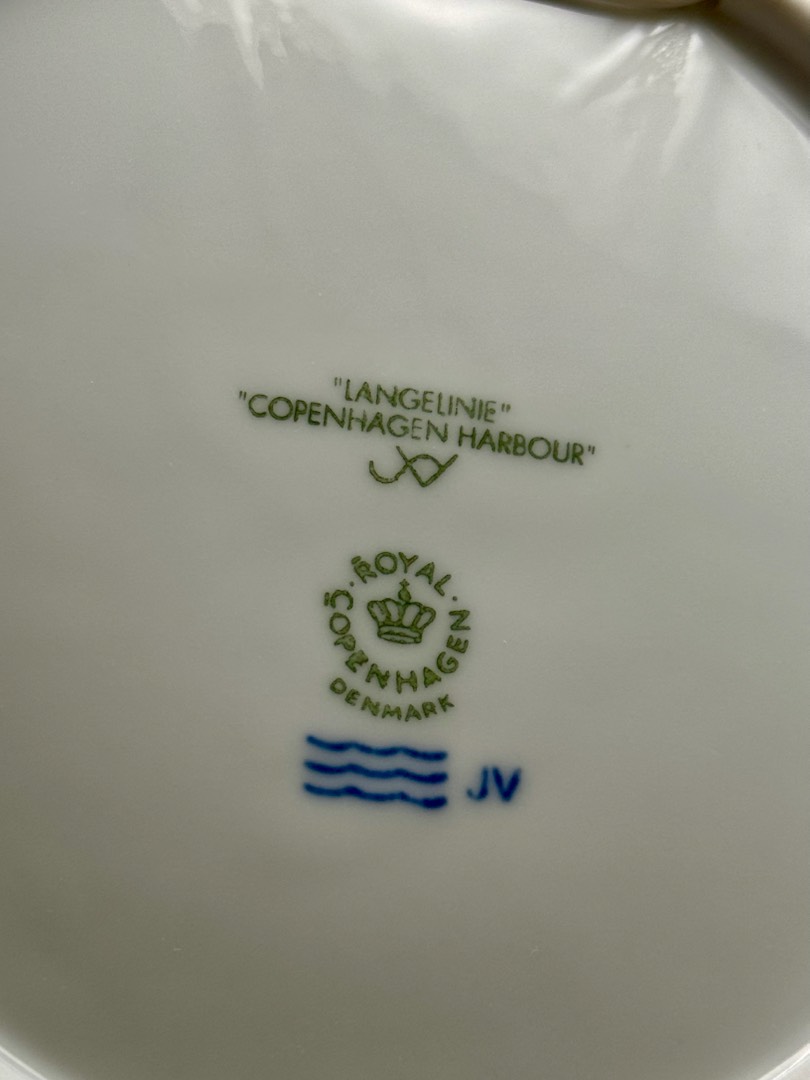 "LANGELINIE"
"COPENHAGEN HARBOUR"
ROYAL
COPENHAGEN
DENMARK
JV